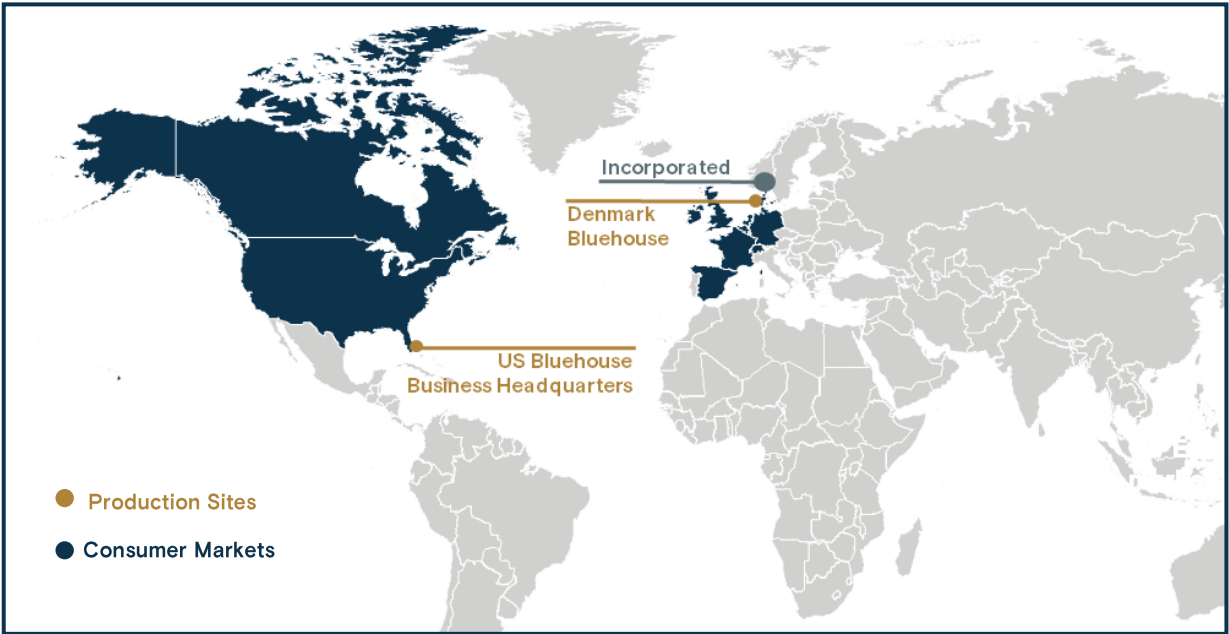 Incorporated
Denmark
Bluehouse
US Bluehouse
Business Headquarters
Production Sites
Consumer Markets